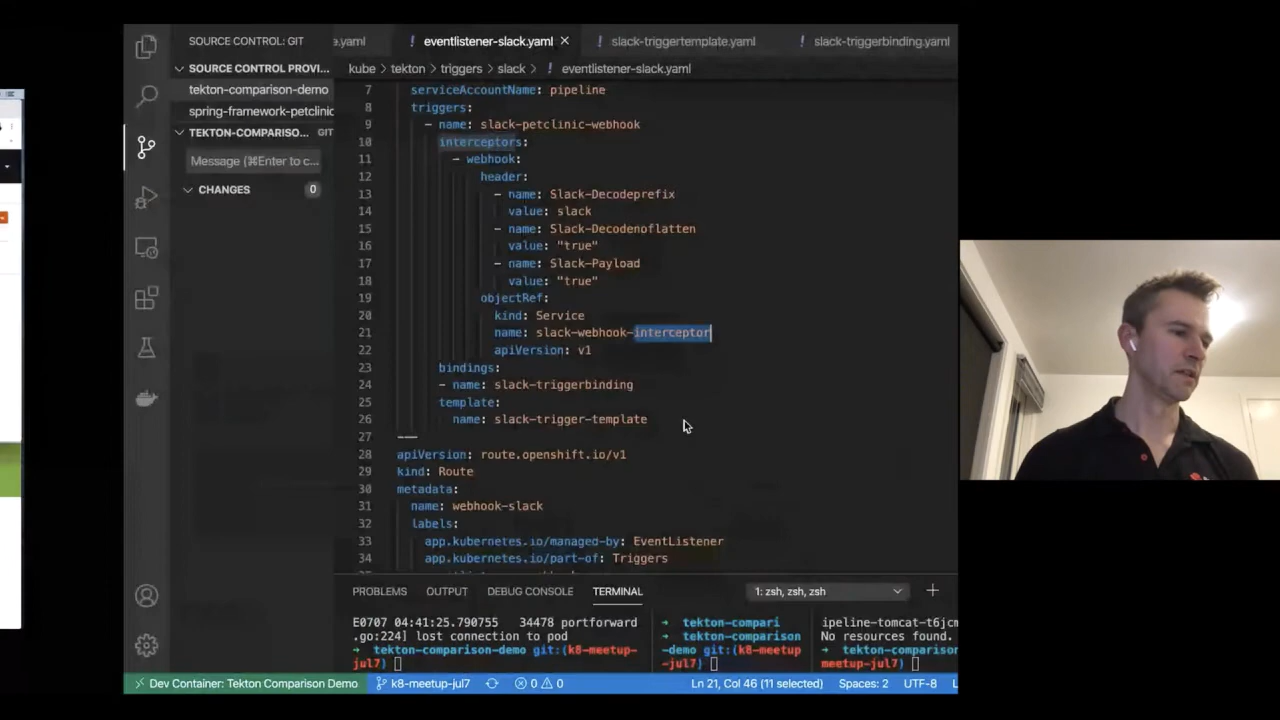 SOURCE CONTROL: GIT
SOURCE CONTROL PROVI...
tekton-comparison-demo
spring-framework-petclinic
TEKTON-COMPARISO... GIT
Message (⌘Enter to c...
CHANGES 0
e.yaml ! eventlistener-slack.yaml × ! slack-triggertemplate.yaml ! slack-triggerbinding.yaml
kube > tekton > triggers > slack > ! eventlistener-slack.yaml
7 serviceAccountName: pipeline
8 triggers:
9 - name: slack-petclinic-webhook
10 interceptors:
11 - webhook:
12 header:
13 - name: Slack-Decodeprefix
14 value: slack
15 - name: Slack-Decodenoflatten
16 value: "true"
17 - name: Slack-Payload
18 value: "true"
19 objectRef:
20 kind: Service
21 name: slack-webhook-interceptor
22 apiVersion: v1
23 bindings:
24 - name: slack-triggerbinding
25 template:
26 name: slack-trigger-template
27 ---
28 apiVersion: route.openshift.io/v1
29 kind: Route
30 metadata:
31 name: webhook-slack
32 labels:
33 app.kubernetes.io/managed-by: EventListener
34 app.kubernetes.io/part-of: Triggers
PROBLEMS OUTPUT DEBUG CONSOLE TERMINAL 1: zsh, zsh, zsh
E0707 04:41:25.790755 34478 portforward
.go:224] lost connection to pod
→ tekton-comparison-demo git:(k8-meetup-
jul7)
→ tekton-compari
→ tekton-comparison
-demo git:(k8-meetup
-jul7)
ipeline-tomcat-t6jcm
No resources found.
→ tekton-comparison
meetup-jul7)
Dev Container: Tekton Comparison Demo k8-meetup-jul7 0 0 Ln 21, Col 46 (11 selected) Spaces: 2 UTF-8 L